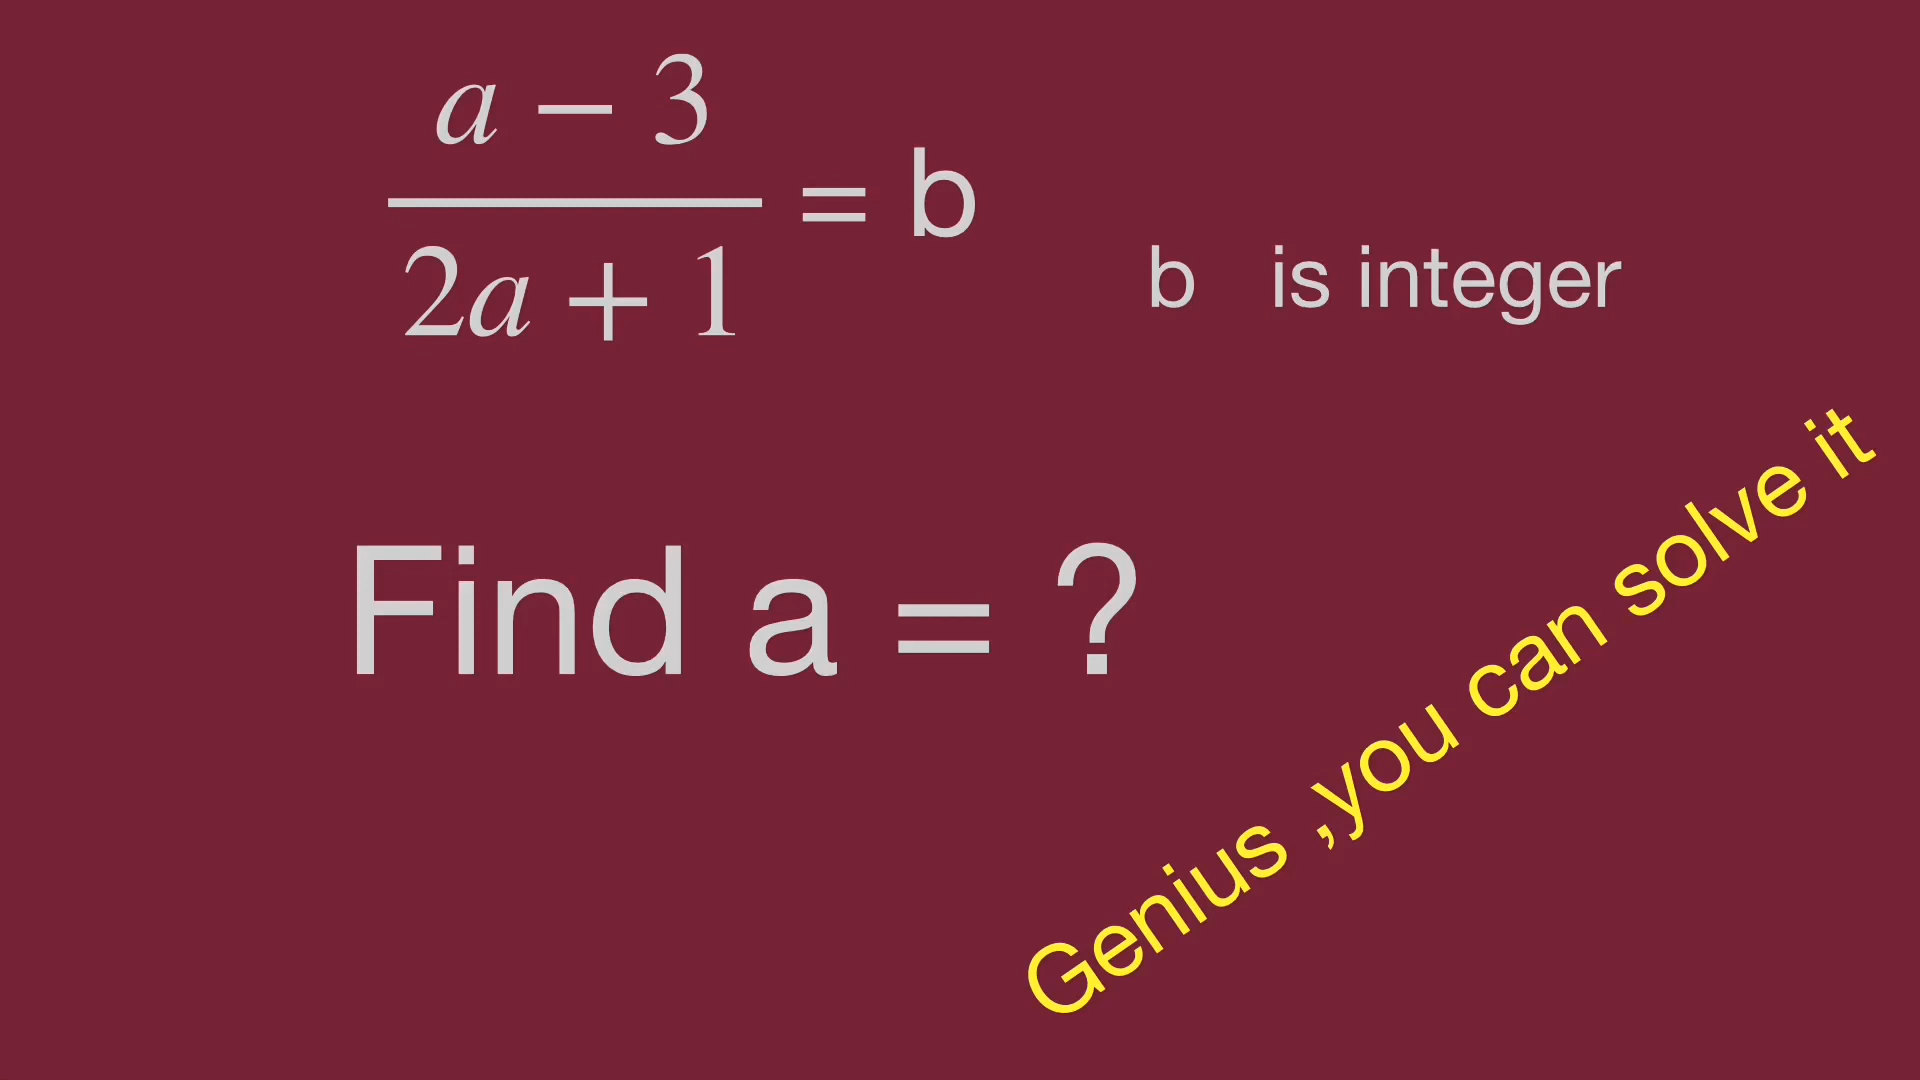 a − 3
2a + 1
= b
b is integer
Find a = ?
Genius ,you can solve it